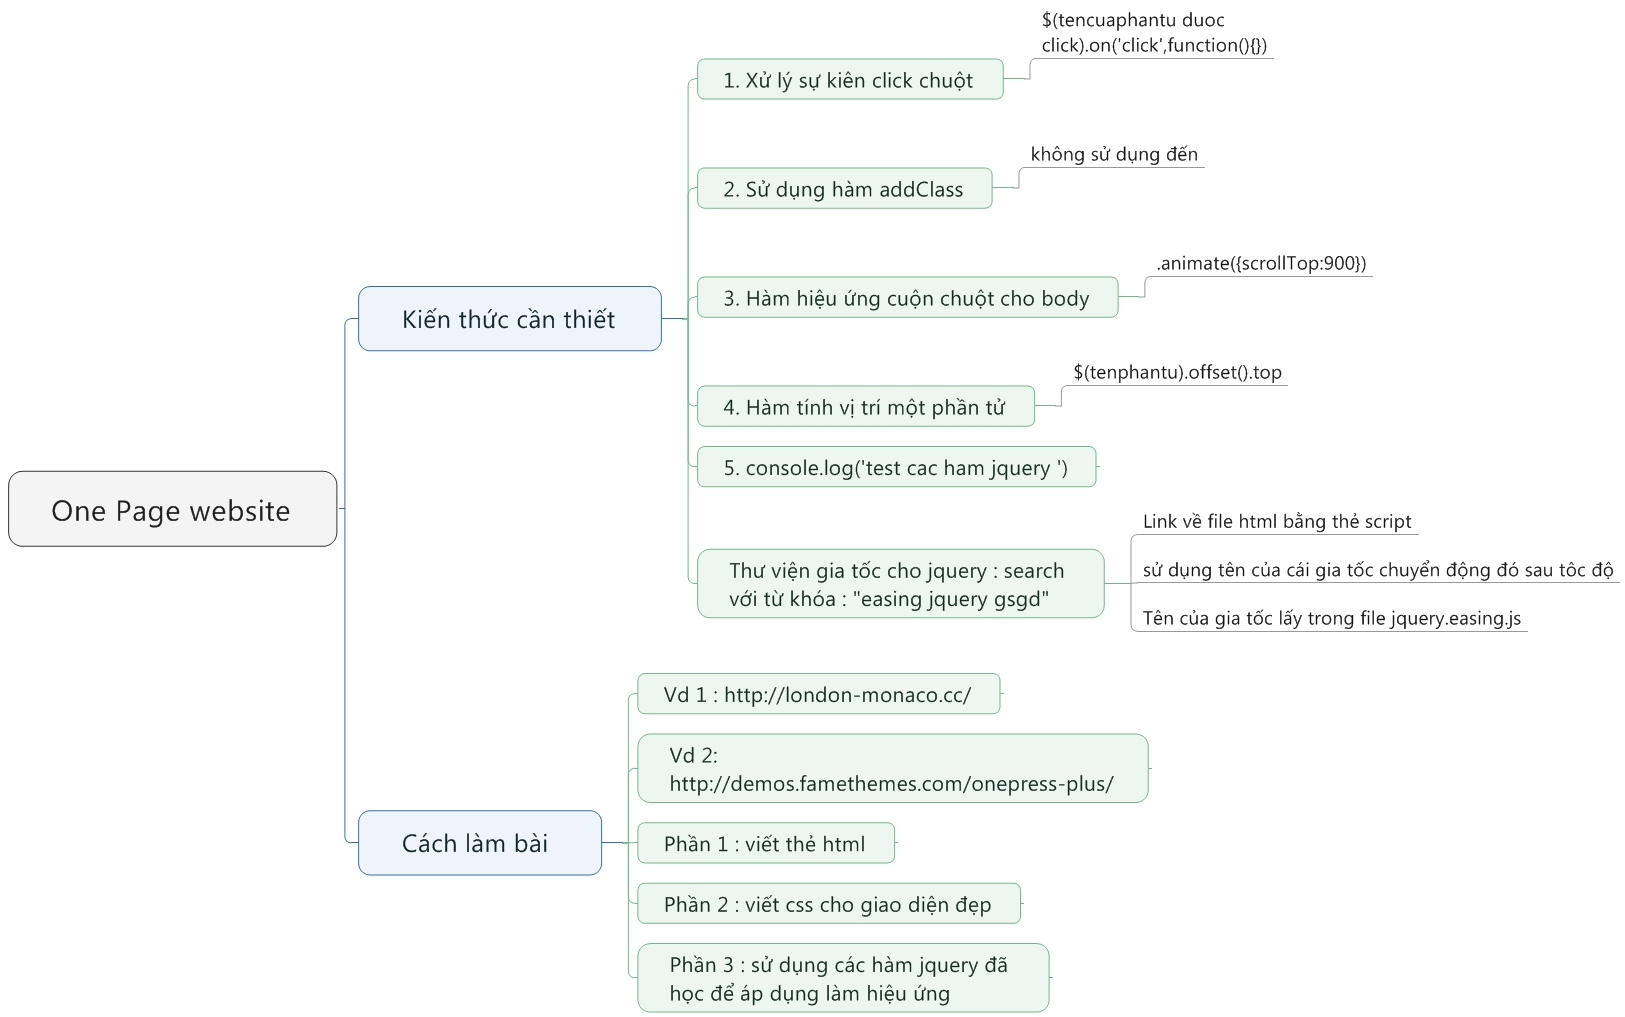 One Page website
Kiến thức cần thiết
1. Xử lý sự kiên click chuột
$(tencuaphantu duoc
click).on('click',function(){})
2. Sử dụng hàm addClass
không sử dụng đến
3. Hàm hiệu ứng cuộn chuột cho body
.animate({scrollTop:900})
4. Hàm tính vị trí một phần tử
$(tenphantu).offset().top
5. console.log('test cac ham jquery ')
Thư viện gia tốc cho jquery : search
với từ khóa : "easing jquery gsgd"
Link về file html bằng thẻ script
sử dụng tên của cái gia tốc chuyển động đó sau tôc độ
Tên của gia tốc lấy trong file jquery.easing.js
Cách làm bài
Vd 1 : http://london-monaco.cc/
Vd 2:
http://demos.famethemes.com/onepress-plus/
Phần 1 : viết thẻ html
Phần 2 : viết css cho giao diện đẹp
Phần 3 : sử dụng các hàm jquery đã
học để áp dụng làm hiệu ứng